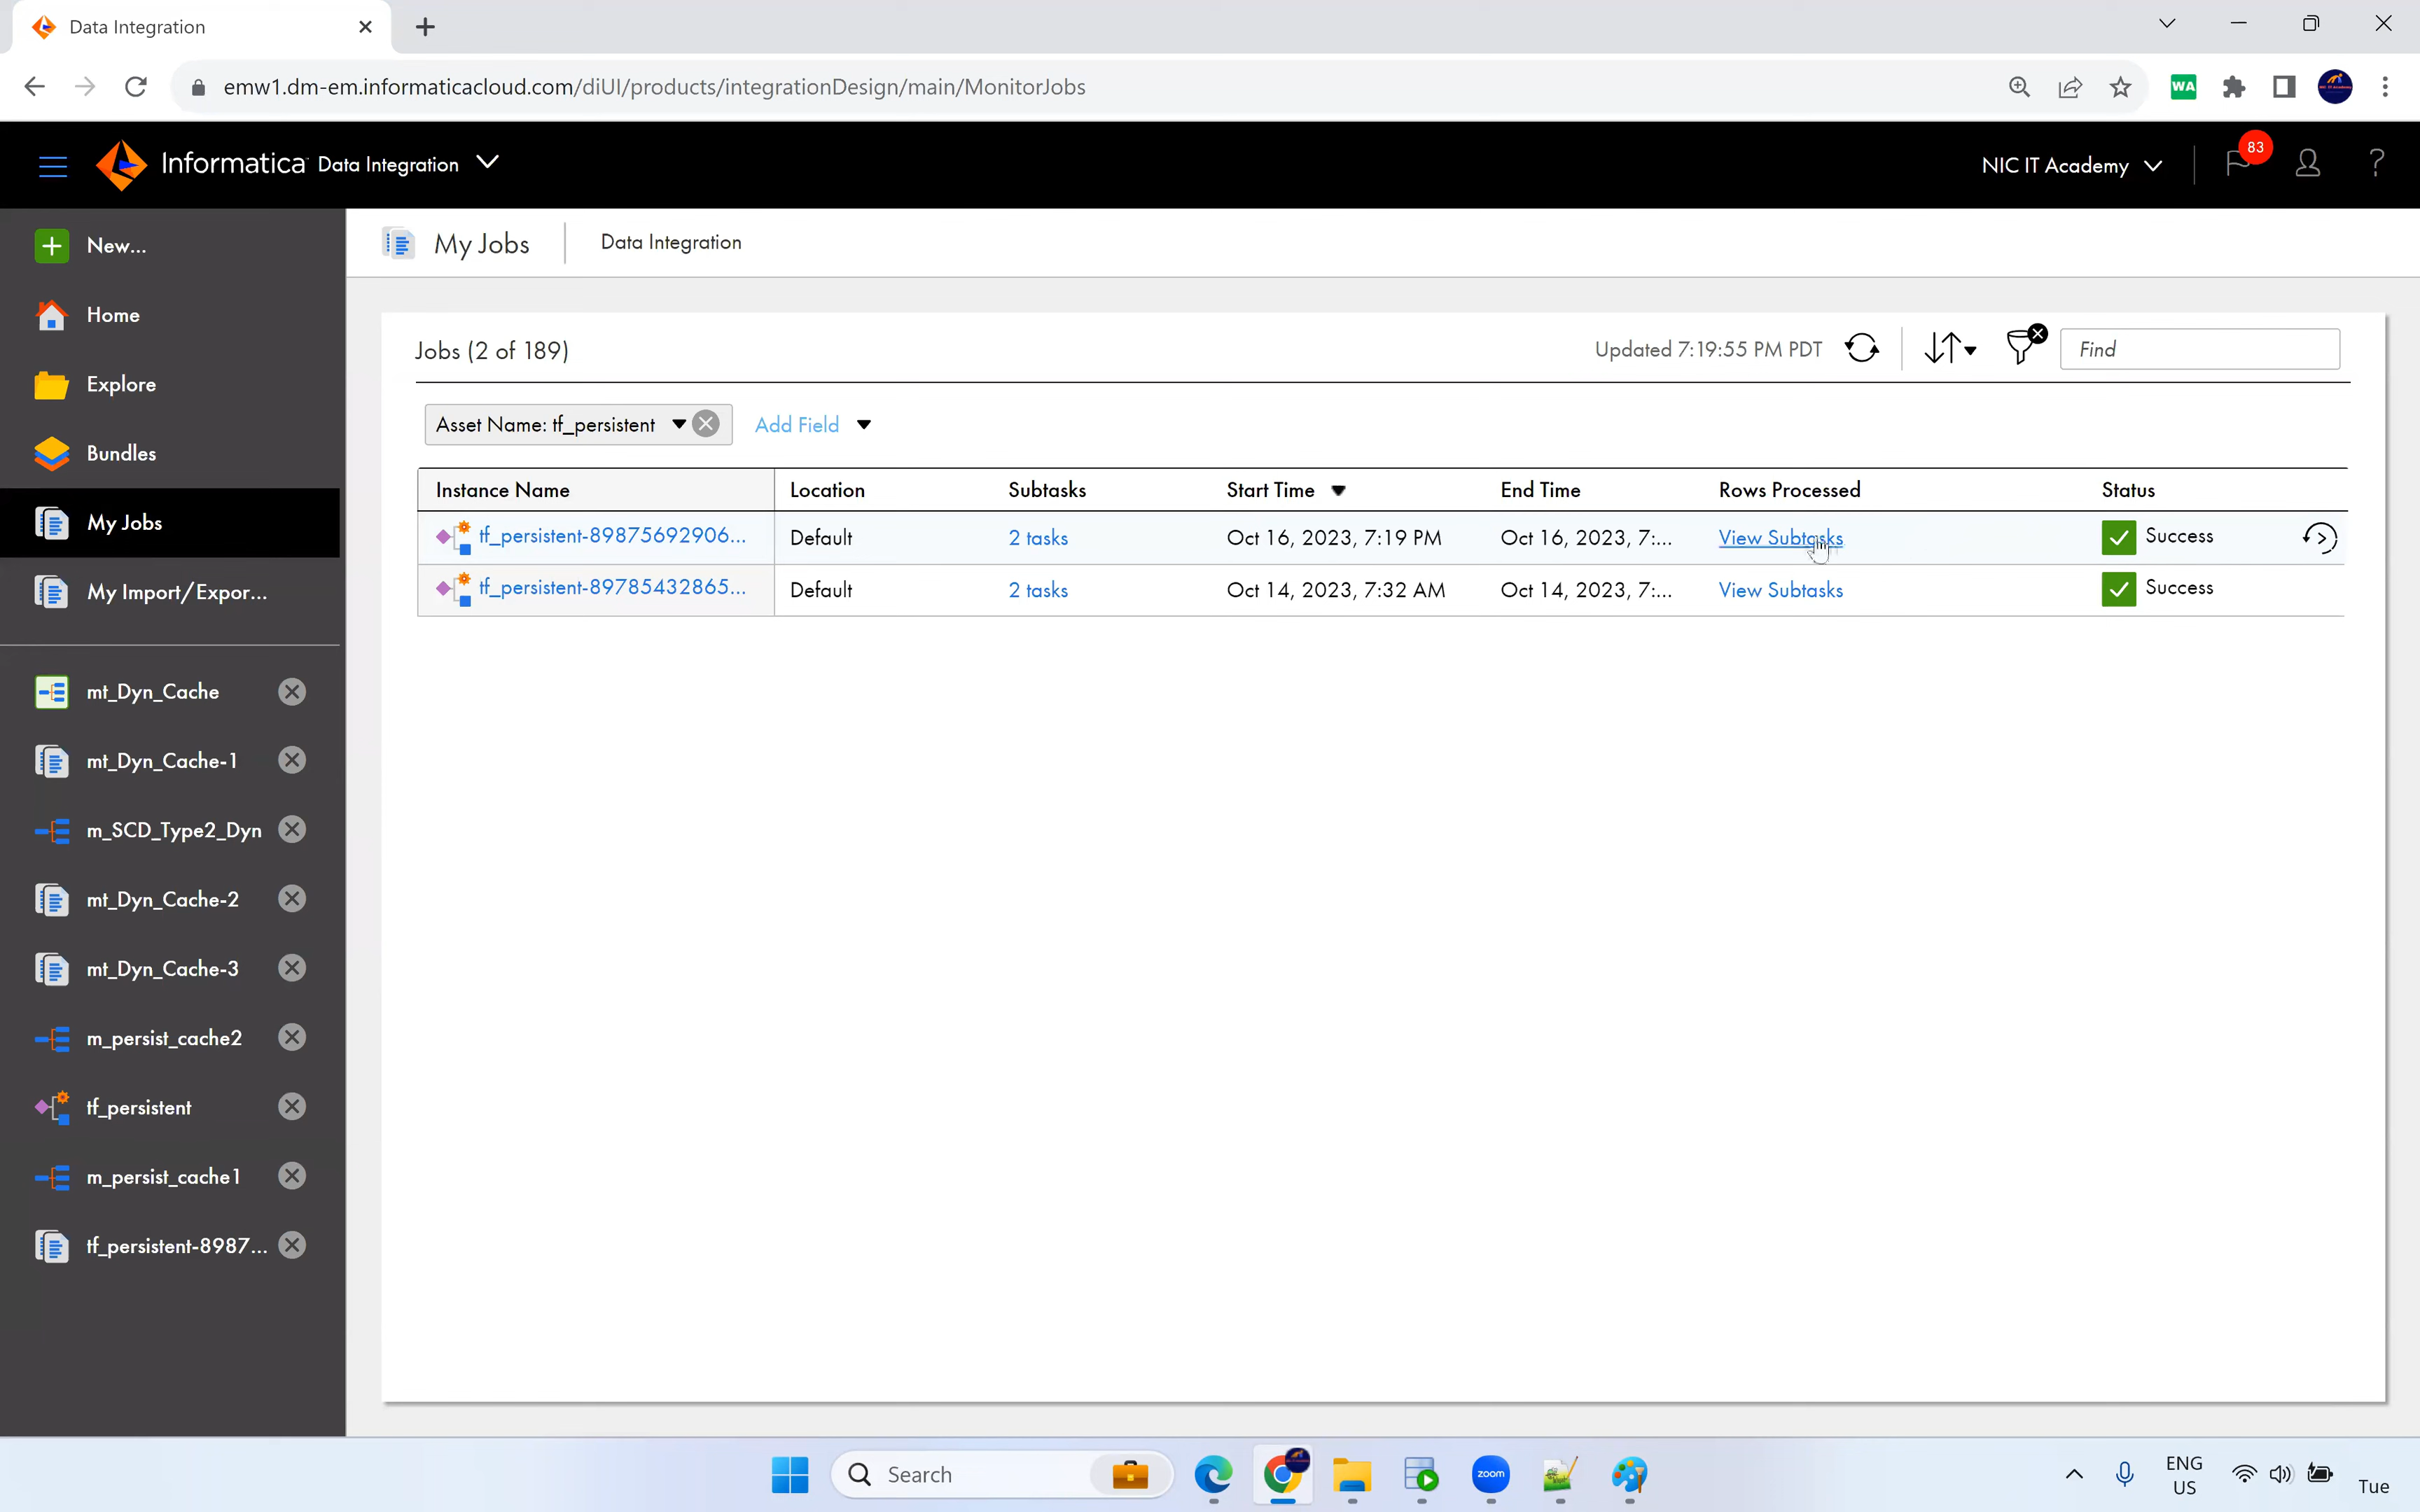 Data Integration
emw1.dm-em.informaticacloud.com/diUI/products/integrationDesign/main/MonitorJobs
WA
Informatica Data Integration
NIC IT Academy
83
?
New...
Home
Explore
Bundles
My Jobs
My Import/Expor...
mt_Dyn_Cache
mt_Dyn_Cache-1
m_SCD_Type2_Dyn
mt_Dyn_Cache-2
mt_Dyn_Cache-3
m_persist_cache2
tf_persistent
m_persist_cache1
tf_persistent-8987...
My Jobs
Data Integration
Jobs (2 of 189)
Updated 7:19:55 PM PDT
Find
Asset Name: tf_persistent
Add Field
Instance Name Location Subtasks Start Time End Time Rows Processed Status
tf_persistent-89875692906... Default 2 tasks Oct 16, 2023, 7:19 PM Oct 16, 2023, 7:... View Subtasks Success
tf_persistent-89785432865... Default 2 tasks Oct 14, 2023, 7:32 AM Oct 14, 2023, 7:... View Subtasks Success
Search
zoom
ENG
US
Tue